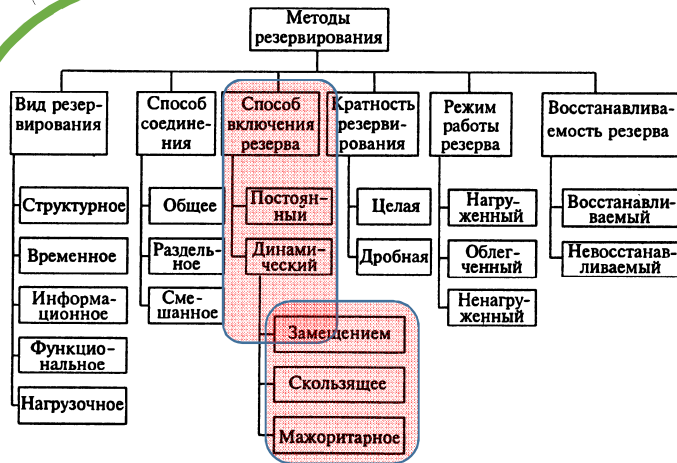 Методы
резервирования
Вид резер-
вирования
Структурное
Временное
Информа-
ционное
Функцио-
нальное
Нагрузочное
Способ
соедине-
ния
Общее
Раздель-
ное
Сме-
шанное
Способ
включения
резерва
Постоян-
ный
Динами-
ческий
Замещением
Скользящее
Мажоритарное
Кратность
резерви-
рования
Целая
Дробная
Режим
работы
резерва
Нагру-
женный
Облег-
ченный
Ненагру-
женный
Восстанавлива-
емость резерва
Восстанавли-
ваемый
Невосстанав-
ливаемый